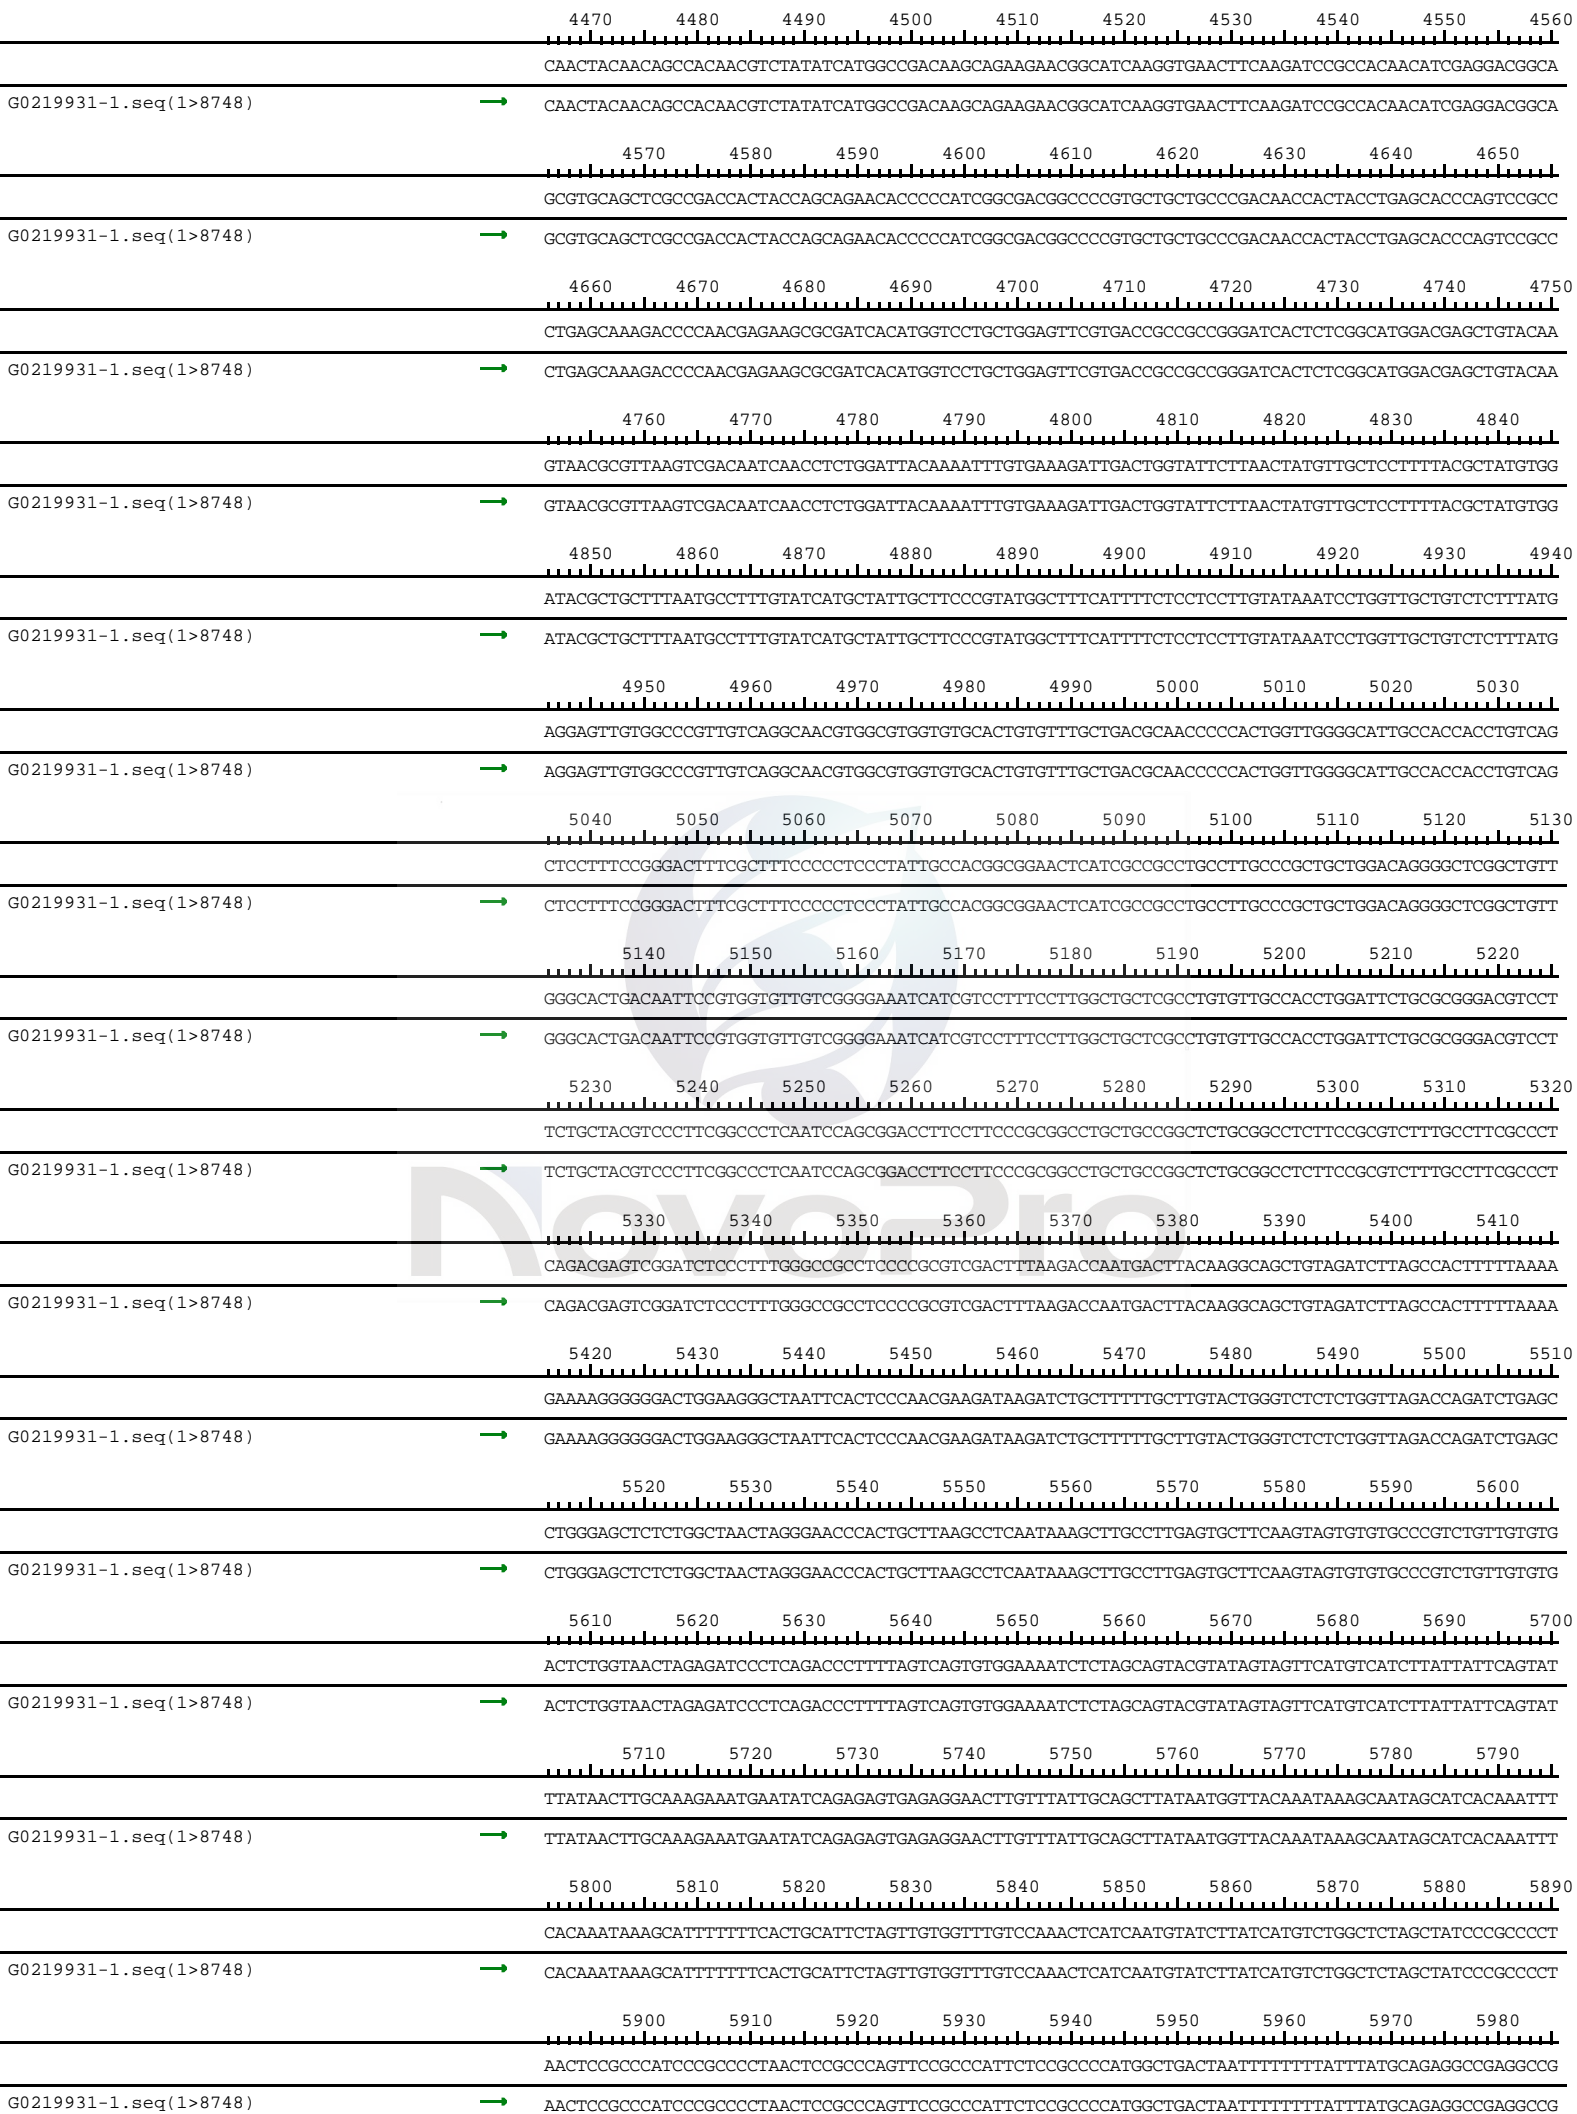 4470 4480 4490 4500 4510 4520 4530 4540 4550 4560
CAACTACAACAGCCACAACGTCTATATCATGGCCGACAAGCAGAAGAACGGCATCAAGGTGAACTTCAAGATCCGCCACAACATCGAGGACGGCA
G0219931-1.seq(1>8748) CAACTACAACAGCCACAACGTCTATATCATGGCCGACAAGCAGAAGAACGGCATCAAGGTGAACTTCAAGATCCGCCACAACATCGAGGACGGCA
4570 4580 4590 4600 4610 4620 4630 4640 4650
GCGTGCAGCTCGCCGACCACTACCAGCAGAACACCCCCATCGGCGACGGCCCCGTGCTGCTGCCCGACAACCACTACCTGAGCACCCAGTCCGCC
G0219931-1.seq(1>8748) GCGTGCAGCTCGCCGACCACTACCAGCAGAACACCCCCATCGGCGACGGCCCCGTGCTGCTGCCCGACAACCACTACCTGAGCACCCAGTCCGCC
4660 4670 4680 4690 4700 4710 4720 4730 4740 4750
CTGAGCAAAGACCCCAACGAGAAGCGCGATCACATGGTCCTGCTGGAGTTCGTGACCGCCGCCGGGATCACTCTCGGCATGGACGAGCTGTACAA
G0219931-1.seq(1>8748) CTGAGCAAAGACCCCAACGAGAAGCGCGATCACATGGTCCTGCTGGAGTTCGTGACCGCCGCCGGGATCACTCTCGGCATGGACGAGCTGTACAA
4760 4770 4780 4790 4800 4810 4820 4830 4840
GTAACGCGTTAAGTCGACAATCAACCTCTGGATTACAAAATTTGTGAAAGATTGACTGGTATTCTTAACTATGTTGCTCCTTTTACGCTATGTGG
G0219931-1.seq(1>8748) GTAACGCGTTAAGTCGACAATCAACCTCTGGATTACAAAATTTGTGAAAGATTGACTGGTATTCTTAACTATGTTGCTCCTTTTACGCTATGTGG
4850 4860 4870 4880 4890 4900 4910 4920 4930 4940
ATACGCTGCTTTAATGCCTTTGTATCATGCTATTGCTTCCCGTATGGCTTTCATTTTCTCCTCCTTGTATAAATCCTGGTTGCTGTCTCTTTATG
G0219931-1.seq(1>8748) ATACGCTGCTTTAATGCCTTTGTATCATGCTATTGCTTCCCGTATGGCTTTCATTTTCTCCTCCTTGTATAAATCCTGGTTGCTGTCTCTTTATG
4950 4960 4970 4980 4990 5000 5010 5020 5030
AGGAGTTGTGGCCCGTTGTCAGGCAACGTGGCGTGGTGTGCACTGTGTTTGCTGACGCAACCCCCACTGGTTGGGGCATTGCCACCACCTGTCAG
G0219931-1.seq(1>8748) AGGAGTTGTGGCCCGTTGTCAGGCAACGTGGCGTGGTGTGCACTGTGTTTGCTGACGCAACCCCCACTGGTTGGGGCATTGCCACCACCTGTCAG
5040 5050 5060 5070 5080 5090 5100 5110 5120 5130
CTCCTTTCCGGGACTTTCGCTTTCCCCCTCCCTATTGCCACGGCGGAACTCATCGCCGCCTGCCTTGCCCGCTGCTGGACAGGGGCTCGGCTGTT
G0219931-1.seq(1>8748) CTCCTTTCCGGGACTTTCGCTTTCCCCCTCCCTATTGCCACGGCGGAACTCATCGCCGCCTGCCTTGCCCGCTGCTGGACAGGGGCTCGGCTGTT
5140 5150 5160 5170 5180 5190 5200 5210 5220
GGGCACTGACAATTCCGTGGTGTTGTCGGGGAAATCATCGTCCTTTCCTTGGCTGCTCGCCTGTGTTGCCACCTGGATTCTGCGCGGGACGTCCT
G0219931-1.seq(1>8748) GGGCACTGACAATTCCGTGGTGTTGTCGGGGAAATCATCGTCCTTTCCTTGGCTGCTCGCCTGTGTTGCCACCTGGATTCTGCGCGGGACGTCCT
5230 5240 5250 5260 5270 5280 5290 5300 5310 5320
TCTGCTACGTCCCTTCGGCCCTCAATCCAGCGGACCTTCCTTCCCGCGGCCTGCTGCCGGCTCTGCGGCCTCTTCCGCGTCTTTGCCTTCGCCCT
G0219931-1.seq(1>8748) TCTGCTACGTCCCTTCGGCCCTCAATCCAGCGGACCTTCCTTCCCGCGGCCTGCTGCCGGCTCTGCGGCCTCTTCCGCGTCTTTGCCTTCGCCCT
NovoPro
5330 5340 5350 5360 5370 5380 5390 5400 5410
CAGACGAGTCGGATCTCCCTTTGGGCCGCCTCCCCGCGTCGACTTTAAGACCAATGACTTACAAGGCAGCTGTAGATCTTAGCCACTTTTTAAAA
G0219931-1.seq(1>8748) CAGACGAGTCGGATCTCCCTTTGGGCCGCCTCCCCGCGTCGACTTTAAGACCAATGACTTACAAGGCAGCTGTAGATCTTAGCCACTTTTTAAAA
5420 5430 5440 5450 5460 5470 5480 5490 5500 5510
GAAAAGGGGGGACTGGAAGGGCTAATTCACTCCCAACGAAGATAAGATCTGCTTTTTGCTTGTACTGGGTCTCTCTGGTTAGACCAGATCTGAGC
G0219931-1.seq(1>8748) GAAAAGGGGGGACTGGAAGGGCTAATTCACTCCCAACGAAGATAAGATCTGCTTTTTGCTTGTACTGGGTCTCTCTGGTTAGACCAGATCTGAGC
5520 5530 5540 5550 5560 5570 5580 5590 5600
CTGGGAGCTCTCTGGCTAACTAGGGAACCCACTGCTTAAGCCTCAATAAAGCTTGCCTTGAGTGCTTCAAGTAGTGTGTGCCCGTCTGTTGTGTG
G0219931-1.seq(1>8748) CTGGGAGCTCTCTGGCTAACTAGGGAACCCACTGCTTAAGCCTCAATAAAGCTTGCCTTGAGTGCTTCAAGTAGTGTGTGCCCGTCTGTTGTGTG
5610 5620 5630 5640 5650 5660 5670 5680 5690 5700
ACTCTGGTAACTAGAGATCCCTCAGACCCTTTTAGTCAGTGTGGAAAATCTCTAGCAGTACGTATAGTAGTTCATGTCATCTTATTATTCAGTAT
G0219931-1.seq(1>8748) ACTCTGGTAACTAGAGATCCCTCAGACCCTTTTAGTCAGTGTGGAAAATCTCTAGCAGTACGTATAGTAGTTCATGTCATCTTATTATTCAGTAT
5710 5720 5730 5740 5750 5760 5770 5780 5790
TTATAACTTGCAAAGAAATGAATATCAGAGAGTGAGAGGAACTTGTTTATTGCAGCTTATAATGGTTACAAATAAAGCAATAGCATCACAAATTT
G0219931-1.seq(1>8748) TTATAACTTGCAAAGAAATGAATATCAGAGAGTGAGAGGAACTTGTTTATTGCAGCTTATAATGGTTACAAATAAAGCAATAGCATCACAAATTT
5800 5810 5820 5830 5840 5850 5860 5870 5880 5890
CACAAATAAAGCATTTTTTTCACTGCATTCTAGTTGTGGTTTGTCCAAACTCATCAATGTATCTTATCATGTCTGGCTCTAGCTATCCCGCCCCT
G0219931-1.seq(1>8748) CACAAATAAAGCATTTTTTTCACTGCATTCTAGTTGTGGTTTGTCCAAACTCATCAATGTATCTTATCATGTCTGGCTCTAGCTATCCCGCCCCT
5900 5910 5920 5930 5940 5950 5960 5970 5980
AACTCCGCCCATCCCGCCCCTAACTCCGCCCAGTTCCGCCCATTCTCCGCCCCATGGCTGACTAATTTTTTTTATTTATGCAGAGGCCGAGGCCG
G0219931-1.seq(1>8748) AACTCCGCCCATCCCGCCCCTAACTCCGCCCAGTTCCGCCCATTCTCCGCCCCATGGCTGACTAATTTTTTTTATTTATGCAGAGGCCGAGGCCG